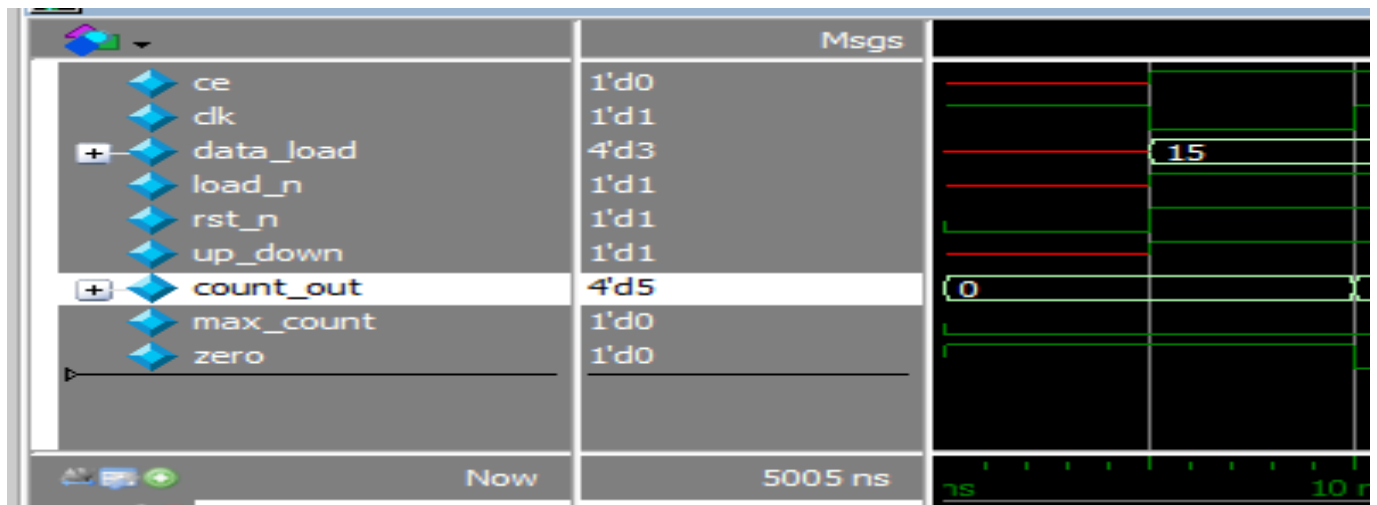 Msgs
ce 1'd0
clk 1'd1
data_load 4'd3 15
load_n 1'd1
rst_n 1'd1
up_down 1'd1
count_out 4'd5 0
max_count 1'd0
zero 1'd0
Now 5005 ns ns 10